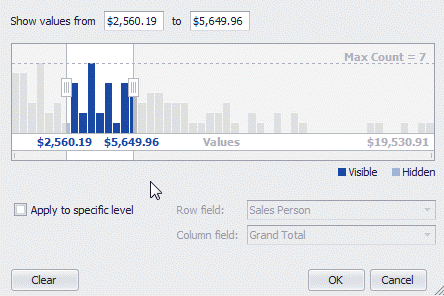 Show values from $2,560.19 to $5,649.96
Max Count = 7
$2,560.19 $5,649.96 Values $19,530.91
Visible Hidden
Apply to specific level Row field: Sales Person
Column field: Grand Total
Clear OK Cancel